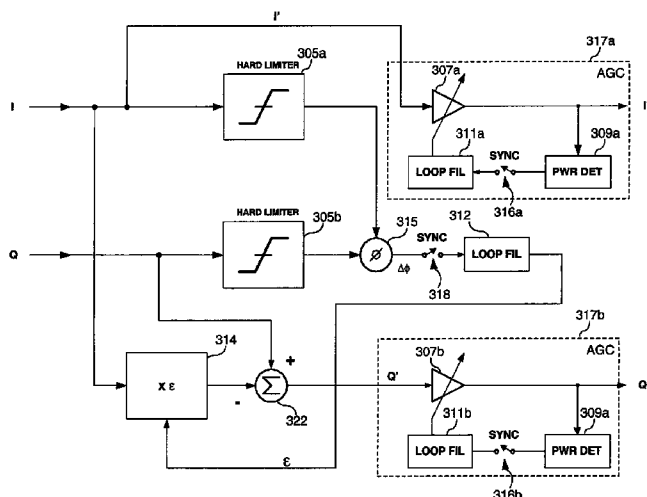 I'
305a
317a
HARD LIMITER
307a
AGC
I
I
311a
309a
SYNC
LOOP FIL
PWR DET
316a
HARD LIMITER
305b
315
SYNC
312
Q
ø
LOOP FIL
Δϕ
318
317b
314
307b
AGC
+
X ε
Σ
Q'
Q
-
322
311b
309a
SYNC
ε
LOOP FIL
PWR DET
316b